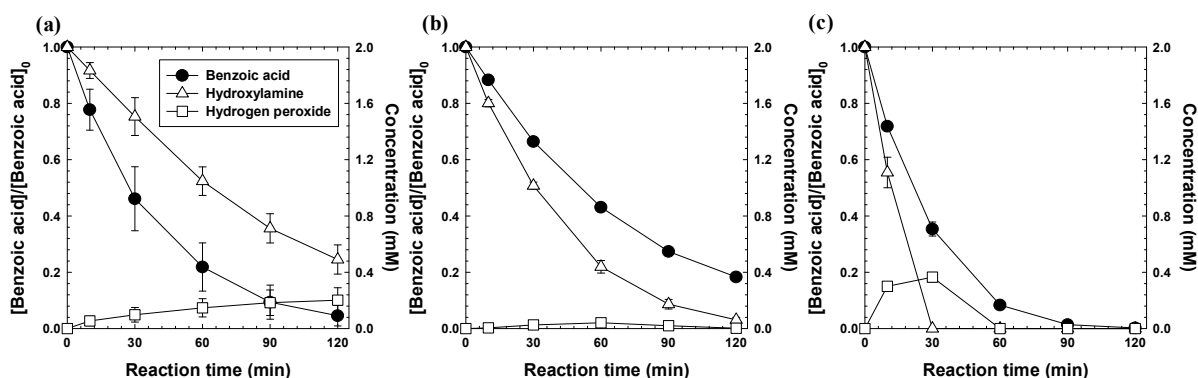 (a)
(b)
(c)
[Benzoic acid]/[Benzoic acid]0
1.0
0.8
0.6
0.4
0.2
0.0
Benzoic acid
Hydroxylamine
Hydrogen peroxide
2.0
1.6
1.2
0.8
0.4
0.0
Concentration (mM)
0 30 60 90 120
Reaction time (min)
[Benzoic acid]/[Benzoic acid]0
1.0
0.8
0.6
0.4
0.2
0.0
2.0
1.6
1.2
0.8
0.4
0.0
Concentration (mM)
0 30 60 90 120
Reaction time (min)
[Benzoic acid]/[Benzoic acid]0
1.0
0.8
0.6
0.4
0.2
0.0
2.0
1.6
1.2
0.8
0.4
0.0
Concentration (mM)
0 30 60 90 120
Reaction time (min)